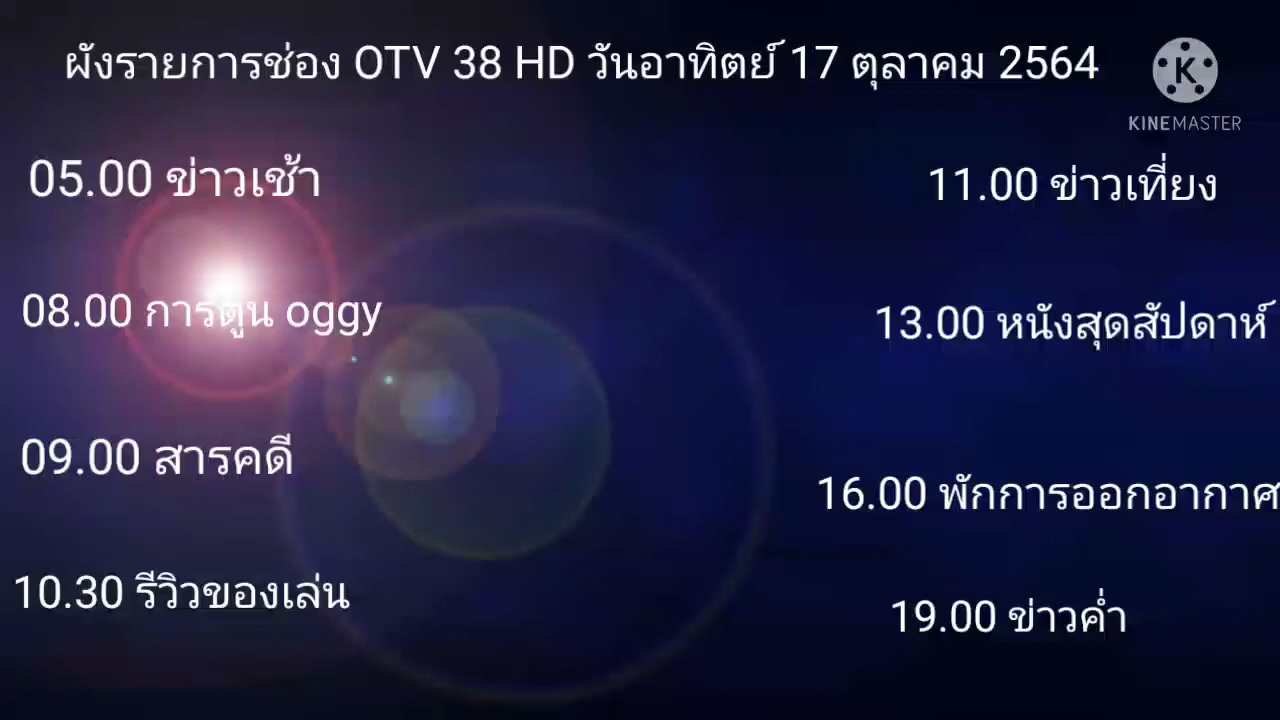 ผังรายการช่อง OTV 38 HD วันอาทิตย์ 17 ตุลาคม 2564
KINEMASTER
05.00 ข่าวเช้า
08.00 การ์ตูน oggy
09.00 สารคดี
10.30 รีวิวของเล่น
11.00 ข่าวเที่ยง
13.00 หนังสุดสัปดาห์
16.00 พักการออกอากาศ
19.00 ข่าวค่ำ